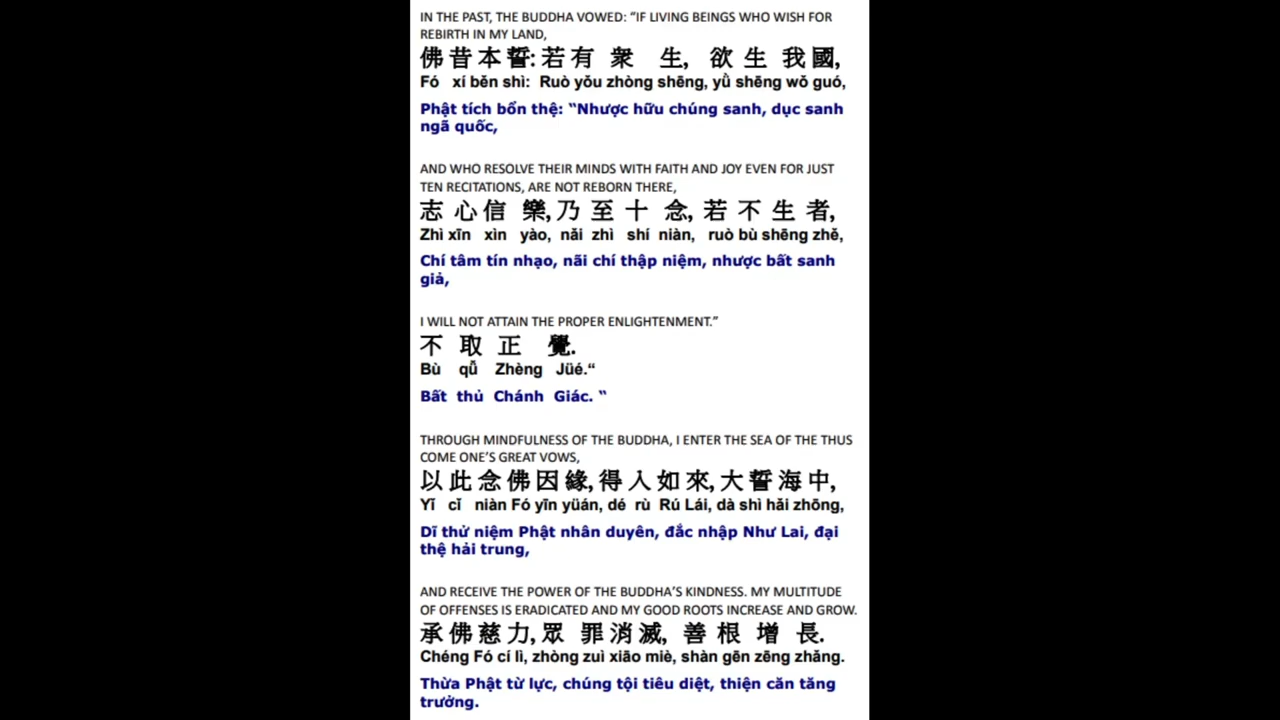 IN THE PAST, THE BUDDHA VOWED: “IF LIVING BEINGS WHO WISH FOR
REBIRTH IN MY LAND,
佛昔本誓: 若有衆生, 欲生我國,
Fó xí běn shì: Ruò yǒu zhòng shēng, yǜ shēng wǒ guó,
Phật tích bổn thệ: “Nhược hữu chúng sanh, dục sanh
ngã quốc,
AND WHO RESOLVE THEIR MINDS WITH FAITH AND JOY EVEN FOR JUST
TEN RECITATIONS, ARE NOT REBORN THERE,
志心信樂, 乃至十念, 若不生者,
Zhì xīn xìn yào, nǎi zhì shí niàn, ruò bù shēng zhě,
Chí tâm tín nhạo, nãi chí thập niệm, nhược bất sanh
giả,
I WILL NOT ATTAIN THE PROPER ENLIGHTENMENT.”
不取正覺.
Bù qǚ Zhèng Jüé.“
Bất thủ Chánh Giác. “
THROUGH MINDFULNESS OF THE BUDDHA, I ENTER THE SEA OF THE THUS
COME ONE’S GREAT VOWS,
以此念佛因緣, 得入如來, 大誓海中,
Yǐ cǐ niàn Fó yīn yüán, dé rù Rú Lái, dà shì hǎi zhōng,
Dĩ thử niệm Phật nhân duyên, đắc nhập Như Lai, đại
thệ hải trung,
AND RECEIVE THE POWER OF THE BUDDHA’S KINDNESS. MY MULTITUDE
OF OFFENSES IS ERADICATED AND MY GOOD ROOTS INCREASE AND GROW.
承佛慈力, 眾罪消滅, 善根增長.
Chéng Fó cí lì, zhòng zuì xiāo miè, shàn gēn zēng zhǎng.
Thừa Phật từ lực, chúng tội tiêu diệt, thiện căn tăng
trưởng.